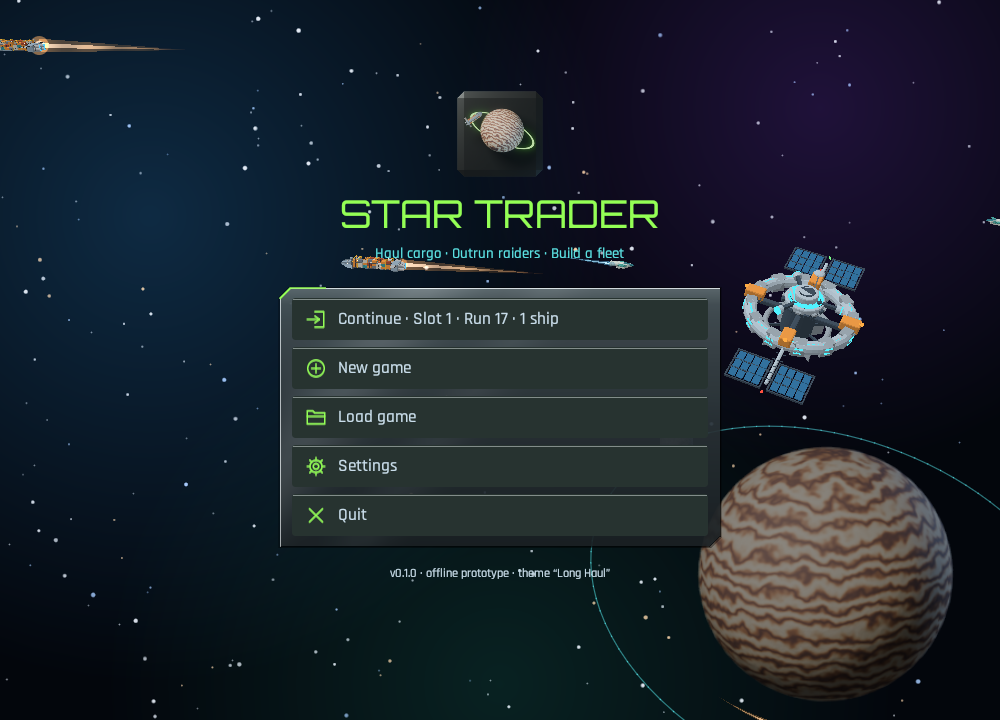 STAR TRADER
Haul cargo · Outrun raiders · Build a fleet
Continue · Slot 1 · Run 17 · 1 ship
New game
Load game
Settings
Quit
v0.1.0 · offline prototype · theme “Long Haul”